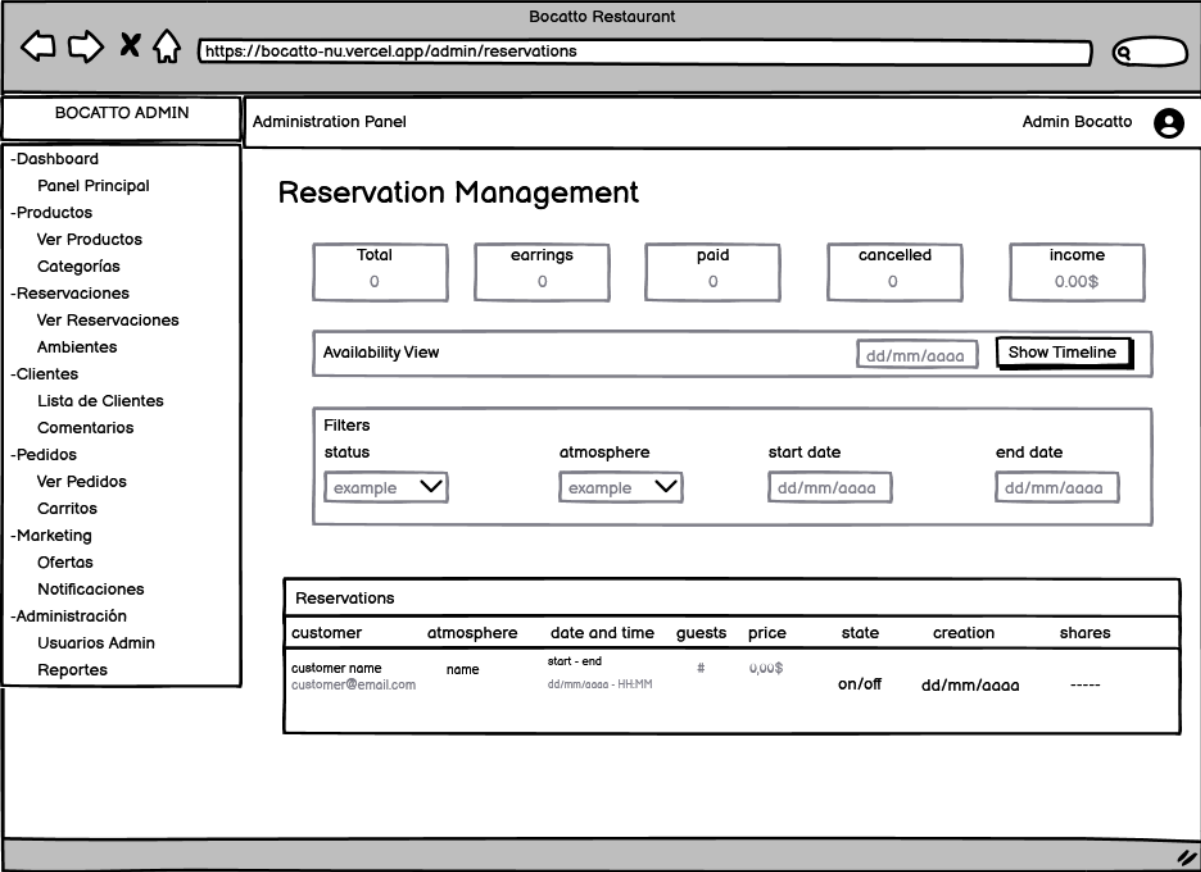 Bocatto Restaurant
https://bocatto-nu.vercel.app/admin/reservations
BOCATTO ADMIN
Administration Panel
Admin Bocatto
-Dashboard
Panel Principal
-Productos
Ver Productos
Categorías
-Reservaciones
Ver Reservaciones
Ambientes
-Clientes
Lista de Clientes
Comentarios
-Pedidos
Ver Pedidos
Carritos
-Marketing
Ofertas
Notificaciones
-Administración
Usuarios Admin
Reportes
Reservation Management
Total
0
earrings
0
paid
0
cancelled
0
income
0.00$
Availability View
dd/mm/aaaa
Show Timeline
Filters
status
atmosphere
start date
end date
example
example
dd/mm/aaaa
dd/mm/aaaa
Reservations
customer atmosphere date and time guests price state creation shares
customer name
customer@email.com
name
start - end
dd/mm/aaaa - HH:MM
#
0,00$
on/off
dd/mm/aaaa
-----